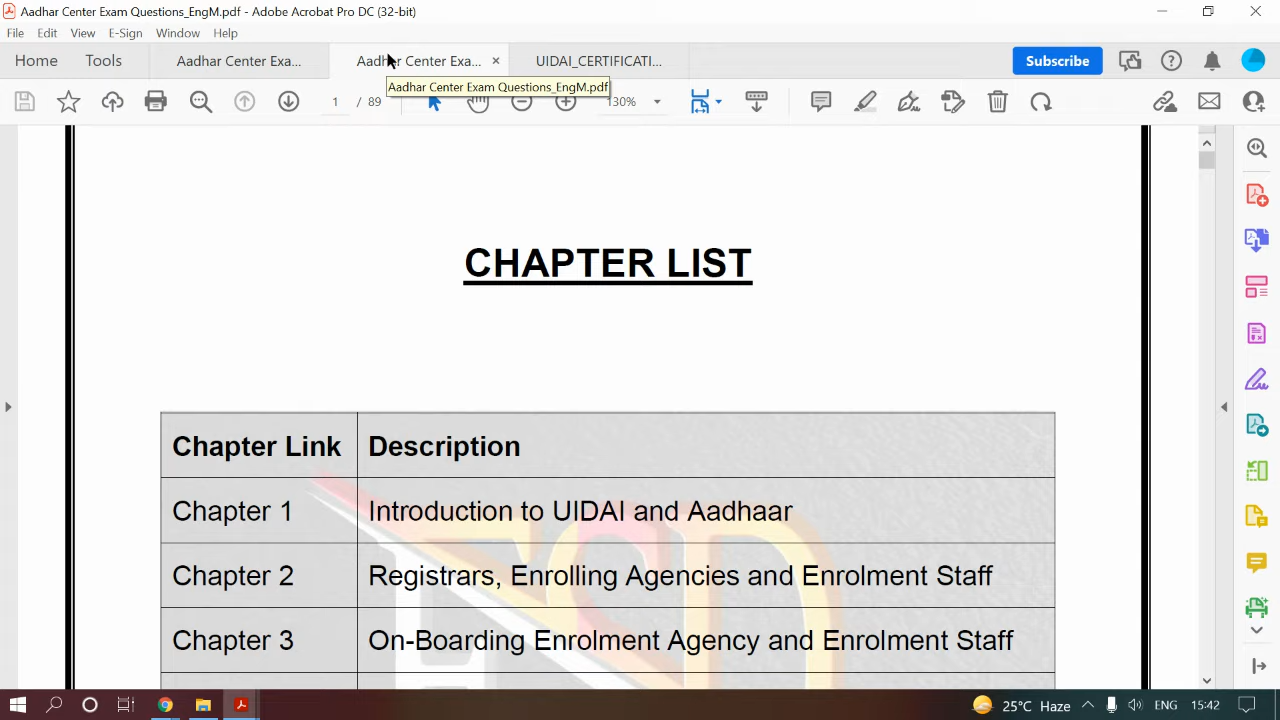 Aadhar Center Exam Questions_EngM.pdf - Adobe Acrobat Pro DC (32-bit)
File Edit View E-Sign Window Help
Home Tools Aadhar Center Exa... Aadhar Center Exa... × UIDAI_CERTIFICATI... Subscribe
Aadhar Center Exam Questions_EngM.pdf
1 / 89 130%
CHAPTER LIST
Chapter Link Description
Chapter 1 Introduction to UIDAI and Aadhaar
Chapter 2 Registrars, Enrolling Agencies and Enrolment Staff
Chapter 3 On-Boarding Enrolment Agency and Enrolment Staff
25°C Haze ENG 15:42